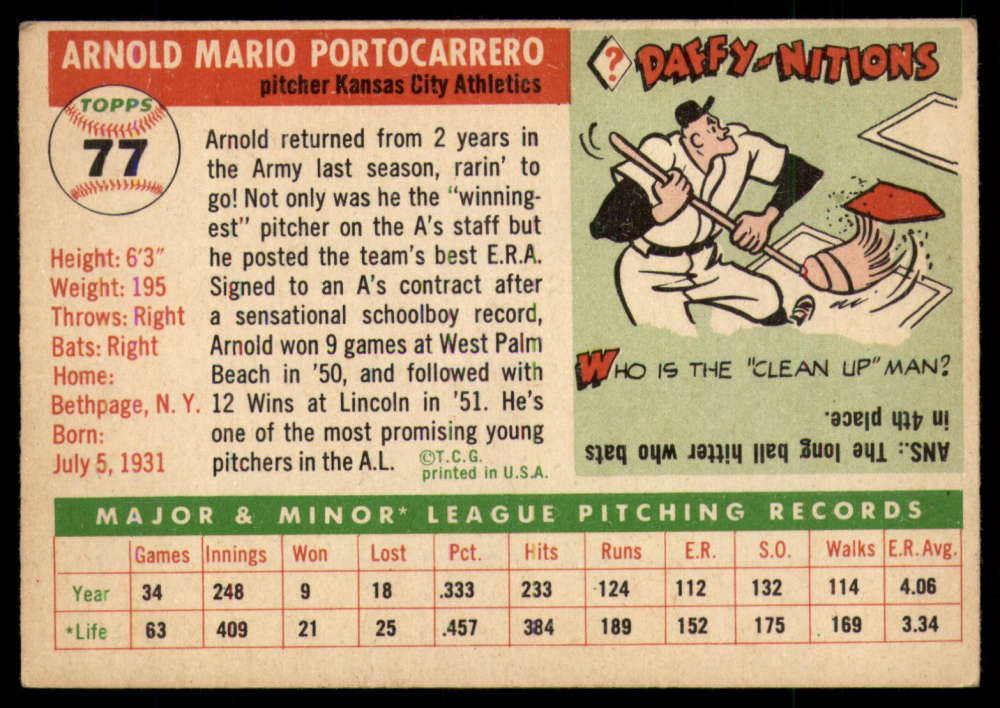 ARNOLD MARIO PORTOCARRERO
pitcher Kansas City Athletics
TOPPS
77
Height: 6'3"
Weight: 195
Throws: Right
Bats: Right
Home:
Bethpage, N. Y.
Born:
July 5, 1931
Arnold returned from 2 years in
the Army last season, rarin' to
go! Not only was he the "winning-
est" pitcher on the A's staff but
he posted the team's best E.R.A.
Signed to an A's contract after
a sensational schoolboy record,
Arnold won 9 games at West Palm
Beach in '50, and followed with
12 Wins at Lincoln in '51. He's
one of the most promising young
pitchers in the A.L.
©T.C.G.
printed in U.S.A.
? DAFFY-NITIONS
WHO IS THE "CLEAN UP" MAN?
ANS.: The long ball hitter who bats
in 4th place.
MAJOR & MINOR* LEAGUE PITCHING RECORDS
Games Innings Won Lost Pct. Hits Runs E.R. S.O. Walks E.R.Avg.
Year 34 248 9 18 .333 233 124 112 132 114 4.06
*Life 63 409 21 25 .457 384 189 152 175 169 3.34